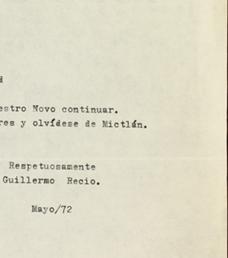 d
estro Novo continuar.
res y olvídese de Mictlán.
Respetuosamente
Guillermo Recio.
Mayo/72